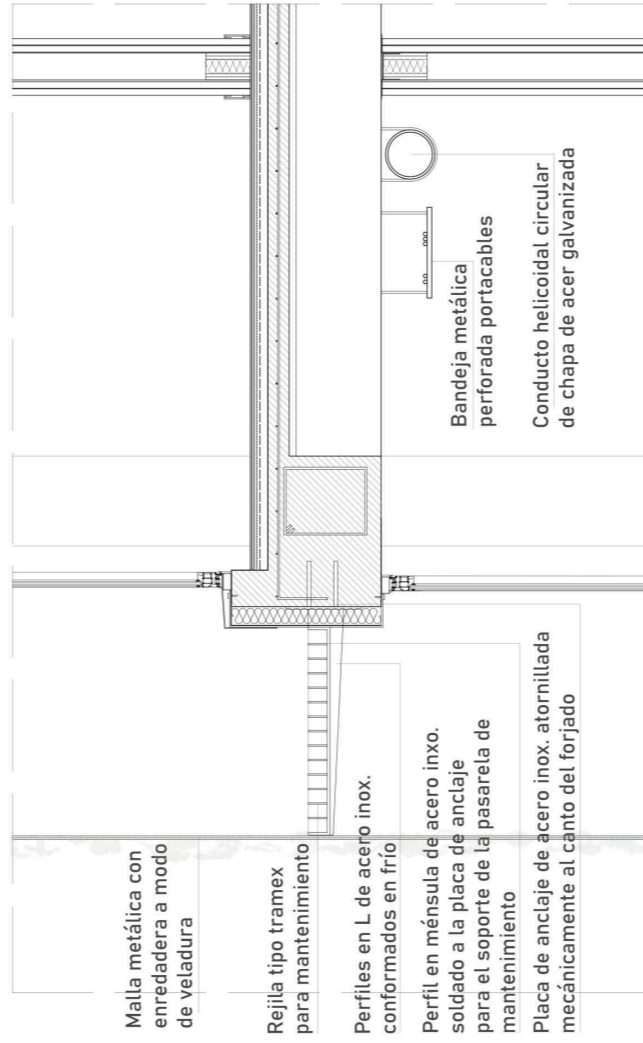 Malla metálica con
enredadera a modo
de veladura
Rejilla tipo tramex
para mantenimiento
Perfiles en L de acero inox.
conformados en frío
Perfil en ménsula de acero inxo.
soldado a la placa de anclaje
para el soporte de la pasarela de
mantenimiento
Placa de anclaje de acero inox. atornillada
mecánicamente al canto del forjado
Bandeja metálica
perforada portacables
Conducto helicoidal circular
de chapa de acer galvanizada